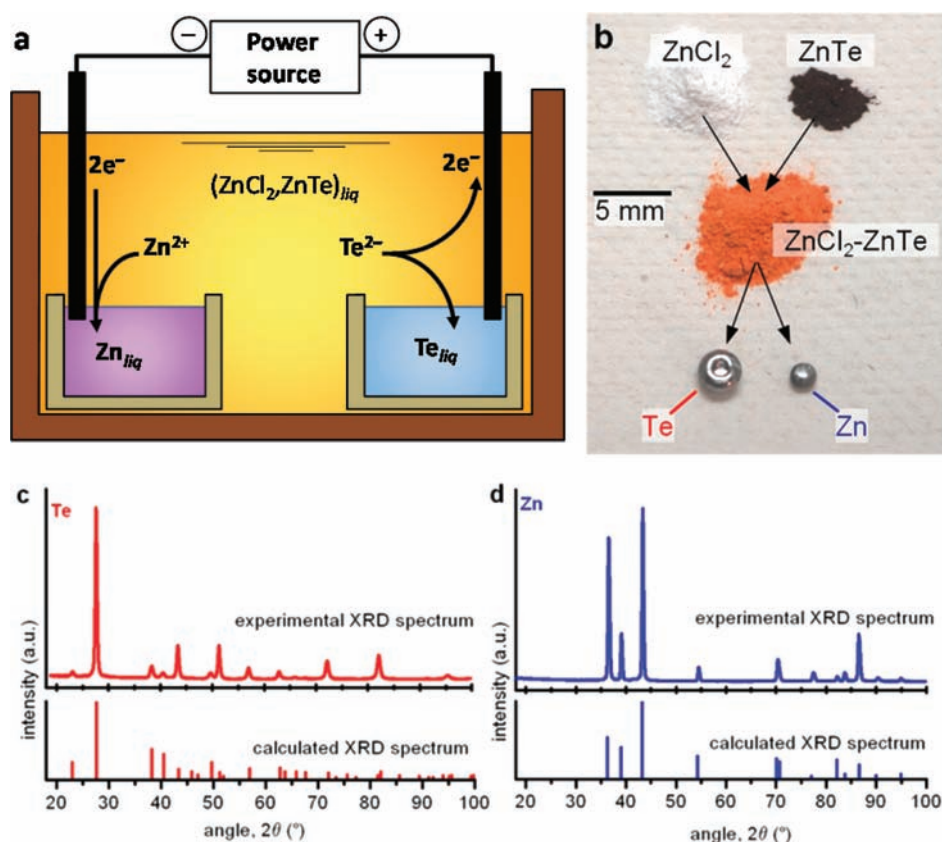 a
−
Power
source
+
2e⁻
2e⁻
(ZnCl₂,ZnTe)liq
Zn²⁺
Te²⁻
Znliq
Teliq
b
ZnCl₂
ZnTe
5 mm
ZnCl₂-ZnTe
Te
Zn
c
Te
experimental XRD spectrum
calculated XRD spectrum
intensity (a.u.)
20 30 40 50 60 70 80 90 100
angle, 2θ (°)
d
Zn
experimental XRD spectrum
calculated XRD spectrum
intensity (a.u.)
20 30 40 50 60 70 80 90 100
angle, 2θ (°)